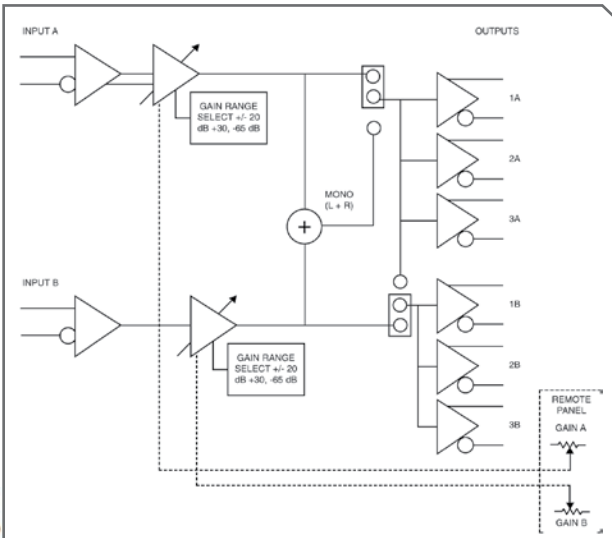 INPUT A
OUTPUTS
GAIN RANGE
SELECT +/- 20
dB +30, -65 dB
1A
2A
MONO
(L + R)
3A
+
INPUT B
1B
GAIN RANGE
SELECT +/- 20
dB +30, -65 dB
2B
3B
REMOTE
PANEL
GAIN A
GAIN B